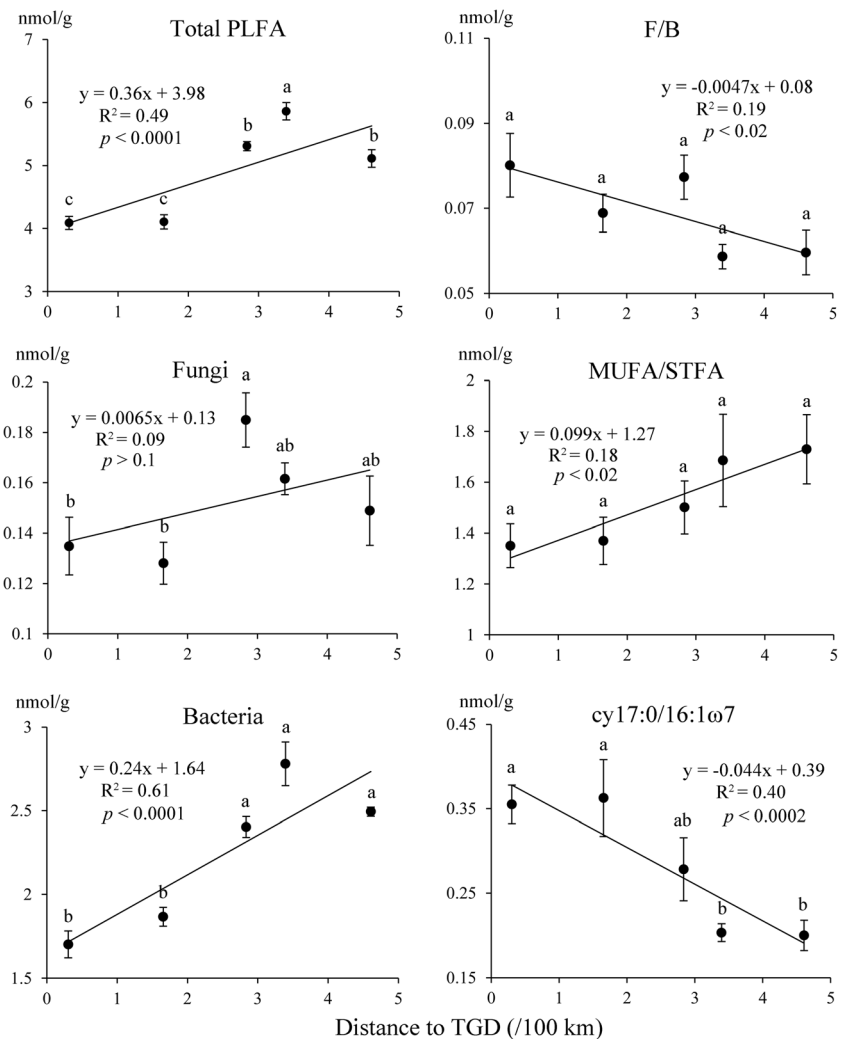 nmol/g
Total PLFA
7
6
5
4
3
y = 0.36x + 3.98
R² = 0.49
p < 0.0001
c
c
b
a
b
0 1 2 3 4 5
nmol/g
F/B
0.11
0.09
0.07
0.05
y = -0.0047x + 0.08
R² = 0.19
p < 0.02
a
a
a
a
a
0 1 2 3 4 5
nmol/g
Fungi
0.2
0.18
0.16
0.14
0.12
0.1
y = 0.0065x + 0.13
R² = 0.09
p > 0.1
b
b
a
ab
ab
0 1 2 3 4 5
nmol/g
MUFA/STFA
2
1.8
1.6
1.4
1.2
1
y = 0.099x + 1.27
R² = 0.18
p < 0.02
a
a
a
a
a
0 1 2 3 4 5
nmol/g
Bacteria
3
2.5
2
1.5
y = 0.24x + 1.64
R² = 0.61
p < 0.0001
b
b
a
a
a
0 1 2 3 4 5
nmol/g
cy17:0/16:1ω7
0.45
0.35
0.25
0.15
y = -0.044x + 0.39
R² = 0.40
p < 0.0002
a
a
ab
b
b
0 1 2 3 4 5
Distance to TGD (/100 km)